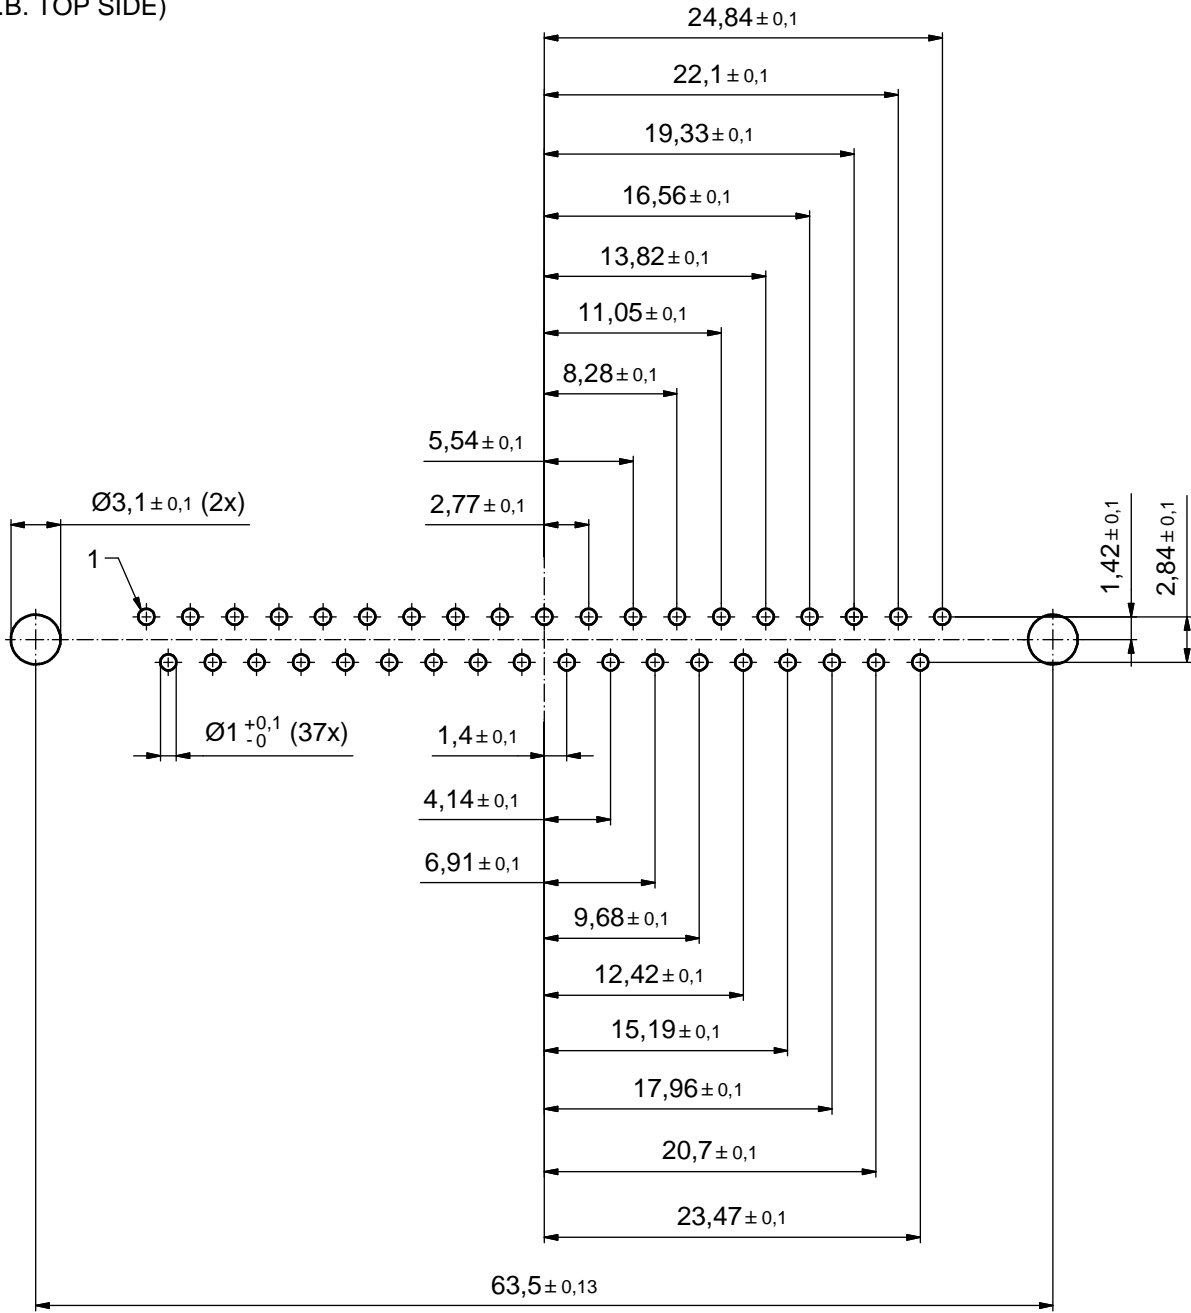 .B. TOP SIDE)
24,84 ± 0,1
22,1 ± 0,1
19,33 ± 0,1
16,56 ± 0,1
13,82 ± 0,1
11,05 ± 0,1
8,28 ± 0,1
5,54 ± 0,1
Ø3,1 ± 0,1 (2x)
2,77 ± 0,1
1,42 ± 0,1
2,84 ± 0,1
1
Ø1 +0,1 -0 (37x)
1,4 ± 0,1
4,14 ± 0,1
6,91 ± 0,1
9,68 ± 0,1
12,42 ± 0,1
15,19 ± 0,1
17,96 ± 0,1
20,7 ± 0,1
23,47 ± 0,1
63,5 ± 0,13